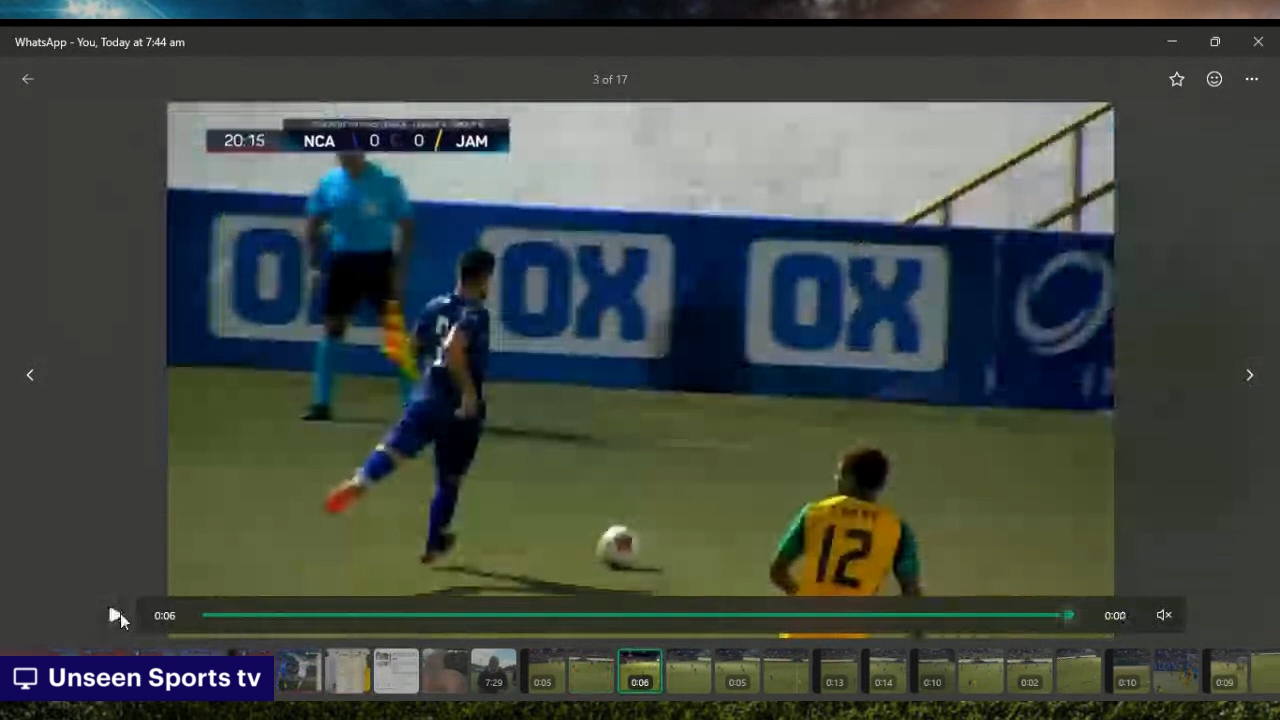 WhatsApp - You, Today at 7:44 am
3 of 17
20:15 NCA 0 0 JAM
OX OX
12
0:06 0:00
7:29 0:05 0:06 0:05 0:13 0:14 0:10 0:02 0:10 0:09
Unseen Sports tv